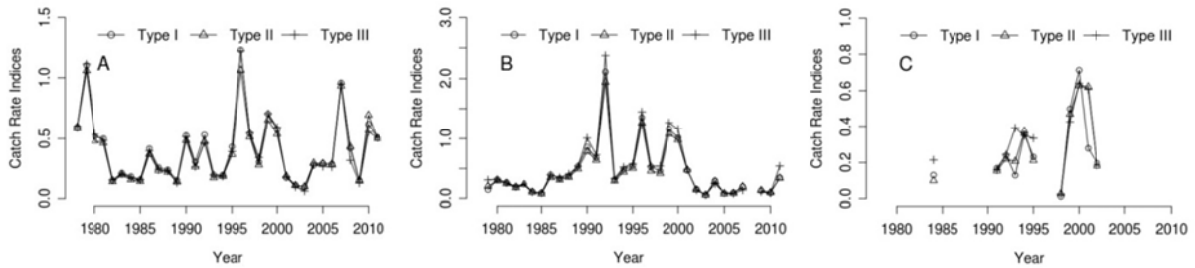 1.5
1.0
0.5
0.0
Catch Rate Indices
A
Type I
Type II
Type III
1980
1985
1990
1995
2000
2005
2010
Year
3.0
2.0
1.0
0.0
Catch Rate Indices
B
Type I
Type II
Type III
1980
1985
1990
1995
2000
2005
2010
Year
1.0
0.8
0.6
0.4
0.2
0.0
Catch Rate Indices
C
Type I
Type II
Type III
1980
1990
2000
2010
Year